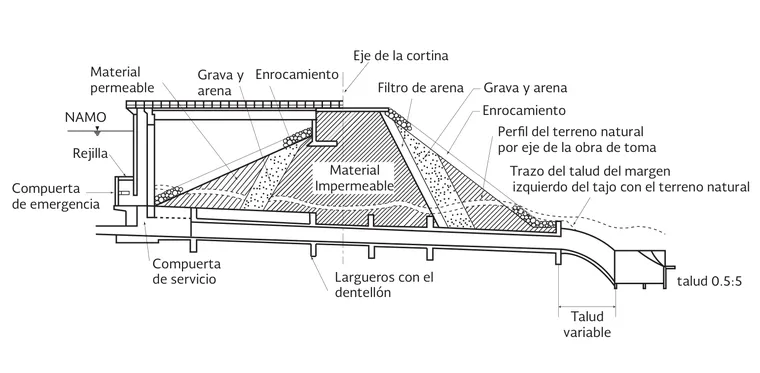 Eje de la cortina
Material
permeable
Grava y
arena
Enrocamiento
Filtro de arena
Grava y arena
Enrocamiento
NAMO
Perfil del terreno natural
por eje de la obra de toma
Rejilla
Trazo del talud del margen
izquierdo del tajo con el terreno natural
Material
Impermeable
Compuerta
de emergencia
Compuerta
de servicio
Largueros con el
dentellón
talud 0.5:5
Talud
variable